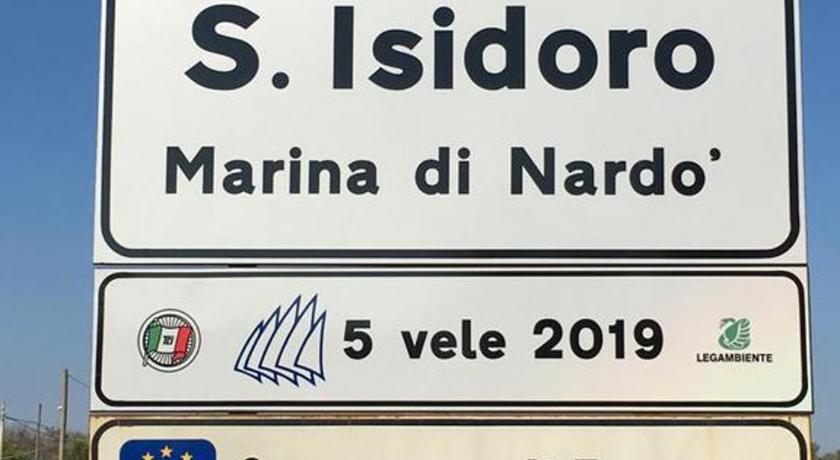 S. Isidoro
Marina di Nardo'
5 vele 2019
LEGAMBIENTE